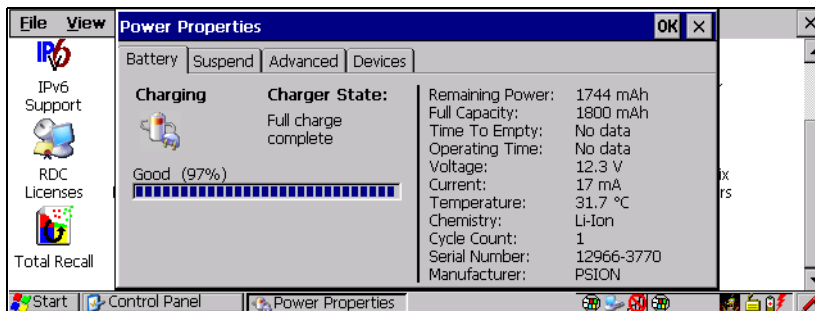 File View
Power Properties
OK
Battery Suspend Advanced Devices
IPv6
Support
RDC
Licenses
Total Recall
Charging
Charger State:
Full charge
complete
Good (97%)
Remaining Power: 1744 mAh
Full Capacity: 1800 mAh
Time To Empty: No data
Operating Time: No data
Voltage: 12.3 V
Current: 17 mA
Temperature: 31.7 °C
Chemistry: Li-Ion
Cycle Count: 1
Serial Number: 12966-3770
Manufacturer: PSION
ix
rs
Start Control Panel Power Properties